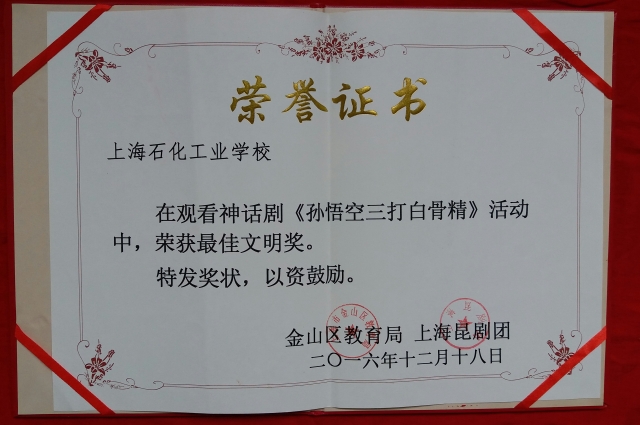 荣誉证书
上海石化工业学校
在观看神话剧《孙悟空三打白骨精》活动
中，荣获最佳文明奖。
特发奖状，以资鼓励。
金山区教育局 上海昆剧团
二〇一六年十二月十八日